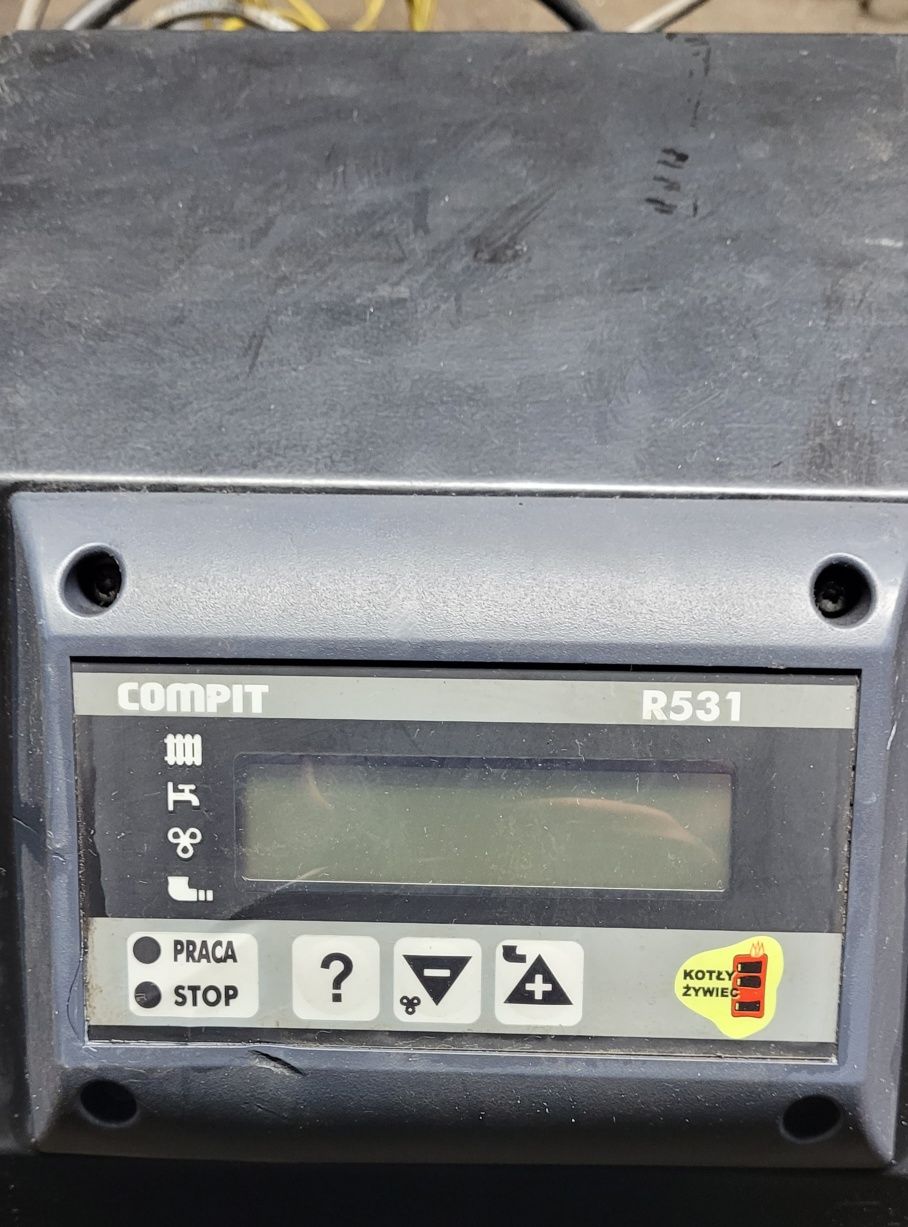 COMPIT R531
PRACA
STOP
?
-
+
KOTŁY
ŻYWIEC